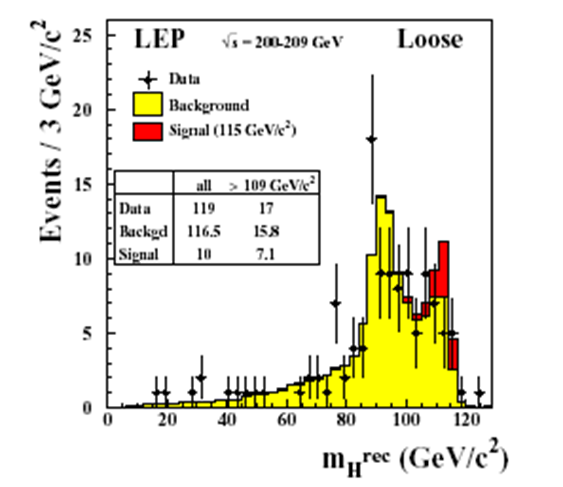 LEP √s = 200-209 GeV Loose
Data
Background
Signal (115 GeV/c²)
all > 109 GeV/c²
Data 119 17
Backgd 116.5 15.8
Signal 10 7.1
Events / 3 GeV/c²
25
20
15
10
5
0
0 20 40 60 80 100 120
mHrec (GeV/c²)